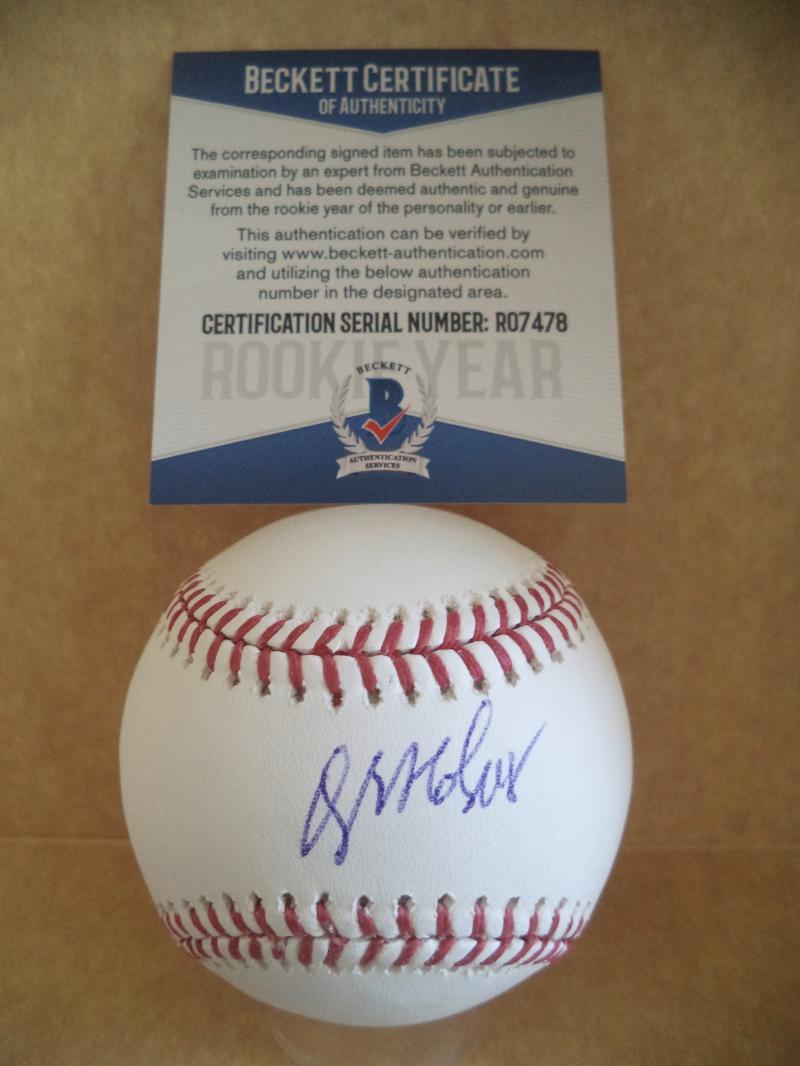 BECKETT CERTIFICATE
OF AUTHENTICITY
The corresponding signed item has been subjected to
examination by an expert from Beckett Authentication
Services and has been deemed authentic and genuine
from the rookie year of the personality or earlier.
This authentication can be verified by
visiting www.beckett-authentication.com
and utilizing the below authentication
number in the designated area.
CERTIFICATION SERIAL NUMBER: R07478
ROOKIE YEAR
BECKETT
B
AUTHENTICATION
SERVICES